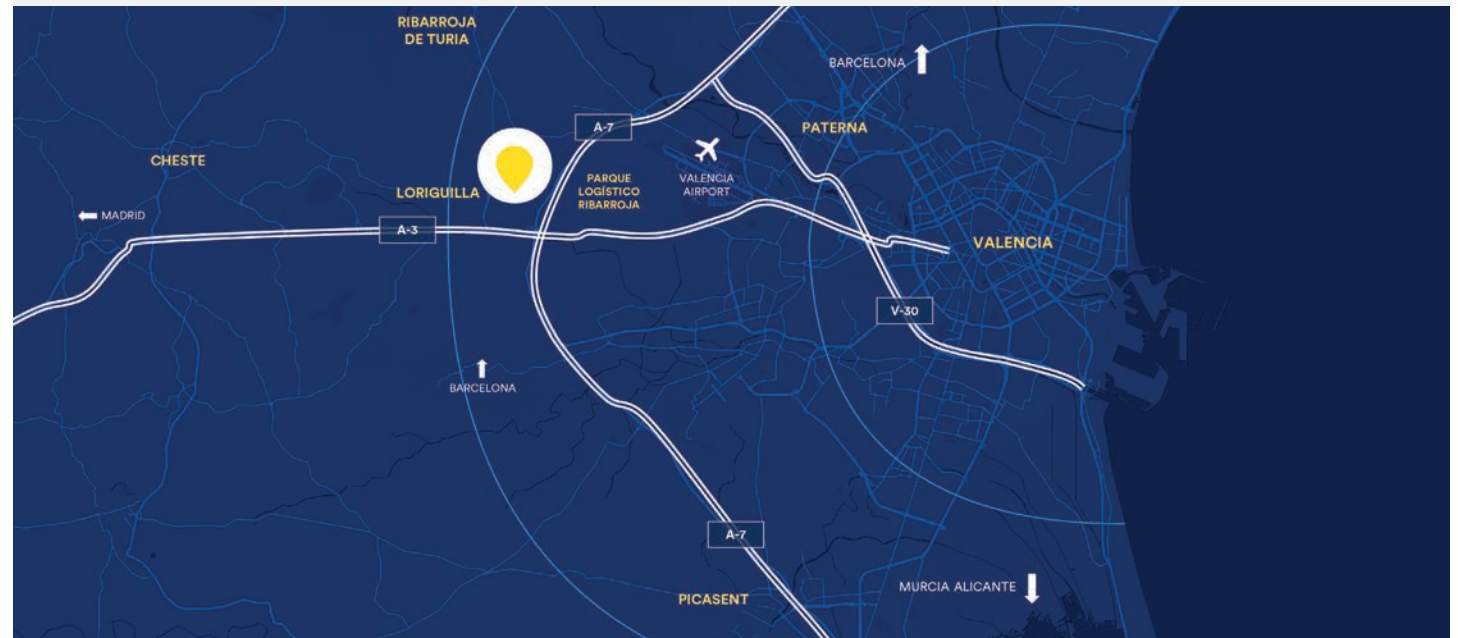 RIBARROJA
DE TURIA
BARCELONA
A-7
PATERNA
CHESTE
LORIGUILLA
PARQUE
LOGÍSTICO
RIBARROJA
VALENCIA
AIRPORT
MADRID
A-3
VALENCIA
V-30
BARCELONA
A-7
MURCIA ALICANTE
PICASENT